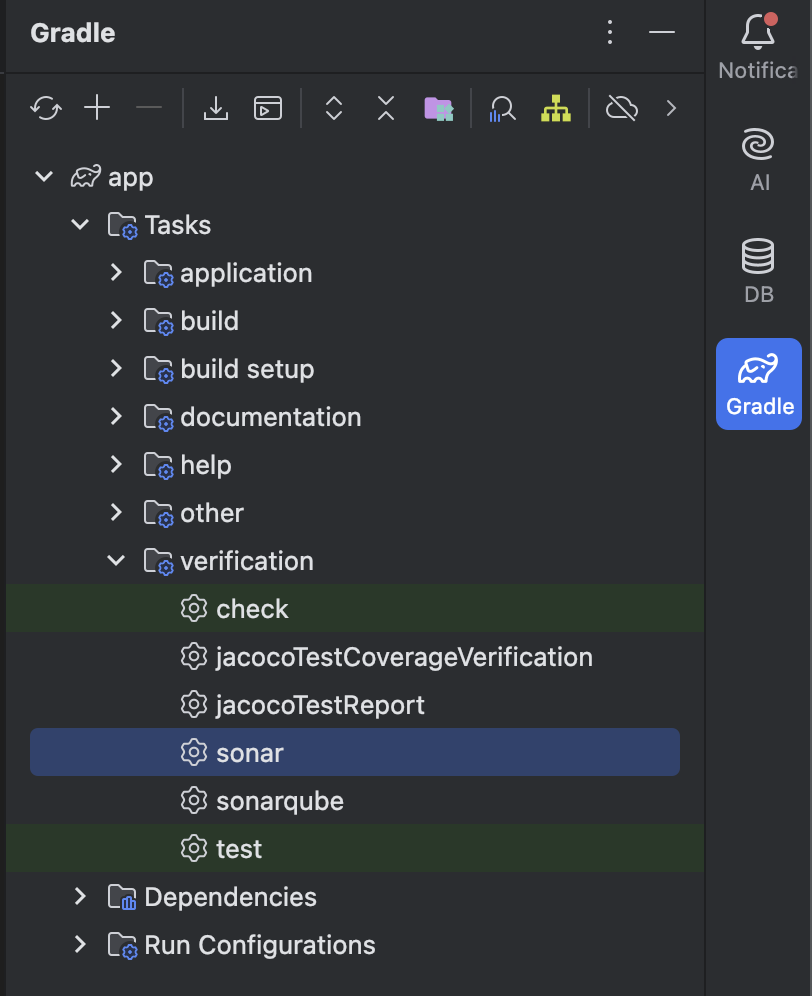 Gradle
app
Tasks
application
build
build setup
documentation
help
other
verification
check
jacocoTestCoverageVerification
jacocoTestReport
sonar
sonarqube
test
Dependencies
Run Configurations
Notifica
AI
DB
Gradle